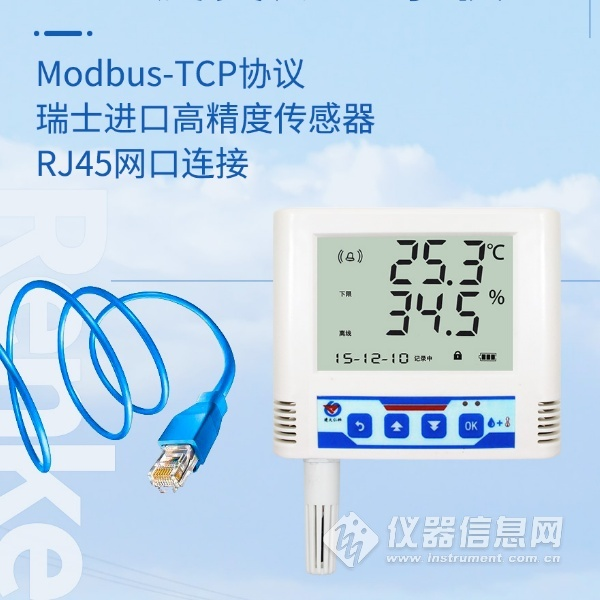 Modbus-TCP协议
瑞士进口高精度传感器
RJ45网口连接
Renke
25.3℃
下限
34.5%
离线
15-12-10 记录中
OK
仪器信息网
www.instrument.com.cn